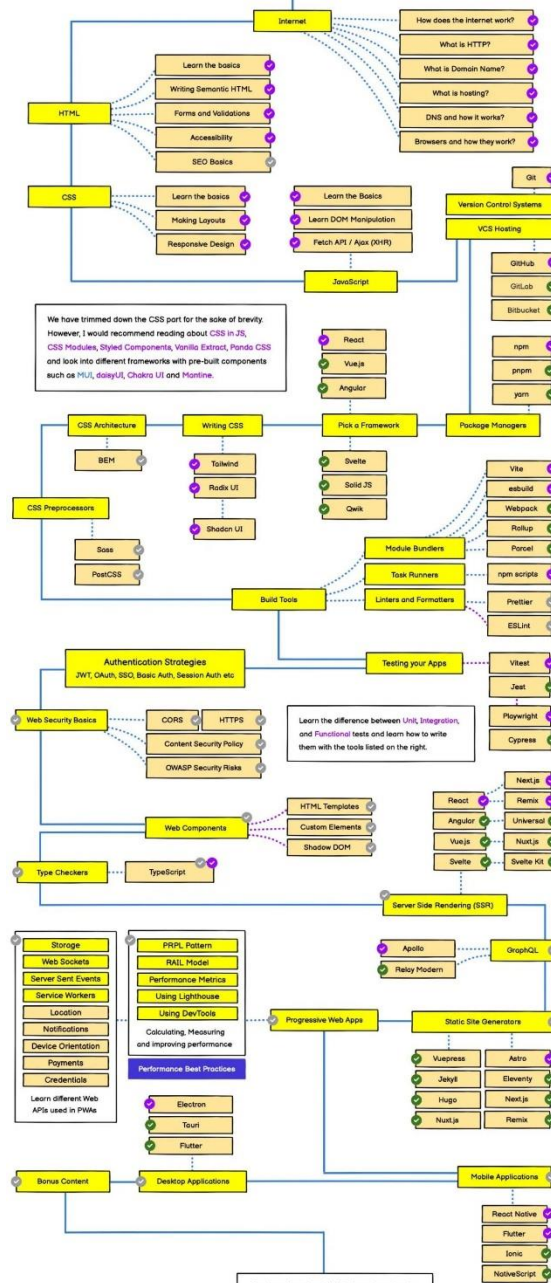 Internet
How does the internet work?
What is HTTP?
What is Domain Name?
What is hosting?
DNS and how it works?
Browsers and how they work?
HTML
Learn the basics
Writing Semantic HTML
Forms and Validations
Accessibility
SEO Basics
CSS
Learn the basics
Making Layouts
Responsive Design
Learn the Basics
Learn DOM Manipulation
Fetch API / Ajax (XHR)
JavaScript
Git
Version Control Systems
VCS Hosting
GitHub
GitLab
Bitbucket
We have trimmed down the CSS part for the sake of brevity.
However, I would recommend reading about CSS in JS,
CSS Modules, Styled Components, Vanilla Extract, Panda CSS
and look into different frameworks with pre-built components
such as MUI, daisyUI, Chakra UI and Mantine.
React
Vue.js
Angular
npm
pnpm
yarn
CSS Architecture
Writing CSS
Pick a Framework
Package Managers
BEM
Tailwind
Radix UI
Shadcn UI
Svelte
Solid JS
Qwik
CSS Preprocessors
Sass
PostCSS
Vite
esbuild
Webpack
Rollup
Parcel
Module Bundlers
Task Runners
npm scripts
Build Tools
Linters and Formatters
Prettier
ESLint
Authentication Strategies
JWT, OAuth, SSO, Basic Auth, Session Auth etc
Testing your Apps
Vitest
Jest
Playwright
Cypress
Web Security Basics
CORS
HTTPS
Content Security Policy
OWASP Security Risks
Learn the difference between Unit, Integration,
and Functional tests and learn how to write
them with the tools listed on the right.
Web Components
HTML Templates
Custom Elements
Shadow DOM
Next.js
React
Remix
Angular
Universal
Vue.js
Nuxt.js
Svelte
Svelte Kit
Type Checkers
TypeScript
Server Side Rendering (SSR)
Storage
Web Sockets
Server Sent Events
Service Workers
Location
Notifications
Device Orientation
Payments
Credentials
Learn different Web
APIs used in PWAs
PRPL Pattern
RAIL Model
Performance Metrics
Using Lighthouse
Using DevTools
Calculating, Measuring
and improving performance
Performance Best Practices
Apollo
Relay Modern
GraphQL
Progressive Web Apps
Static Site Generators
Vuepress
Astro
Jekyll
Eleventy
Hugo
Next.js
Nuxt.js
Remix
Electron
Tauri
Flutter
Bonus Content
Desktop Applications
Mobile Applications
React Native
Flutter
Ionic
NativeScript